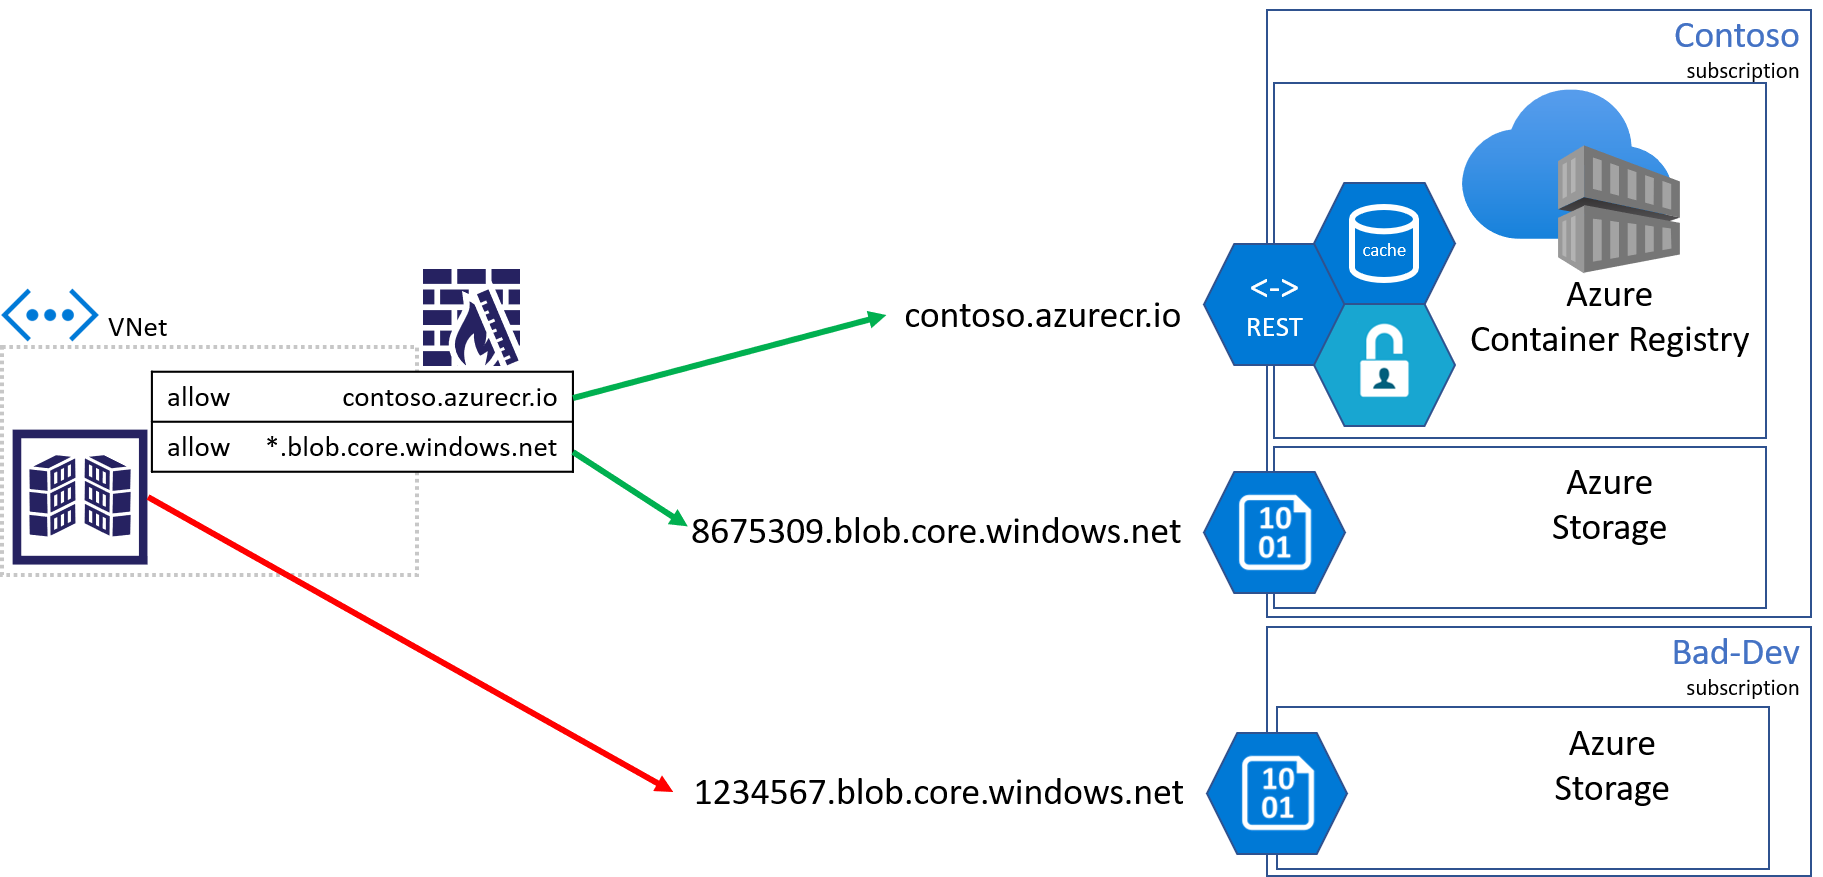 Contoso
subscription
cache
<->
REST
Azure
Container Registry
contoso.azurecr.io
VNet
allow contoso.azurecr.io
allow *.blob.core.windows.net
8675309.blob.core.windows.net
10
01
Azure
Storage
Bad-Dev
subscription
1234567.blob.core.windows.net
10
01
Azure
Storage